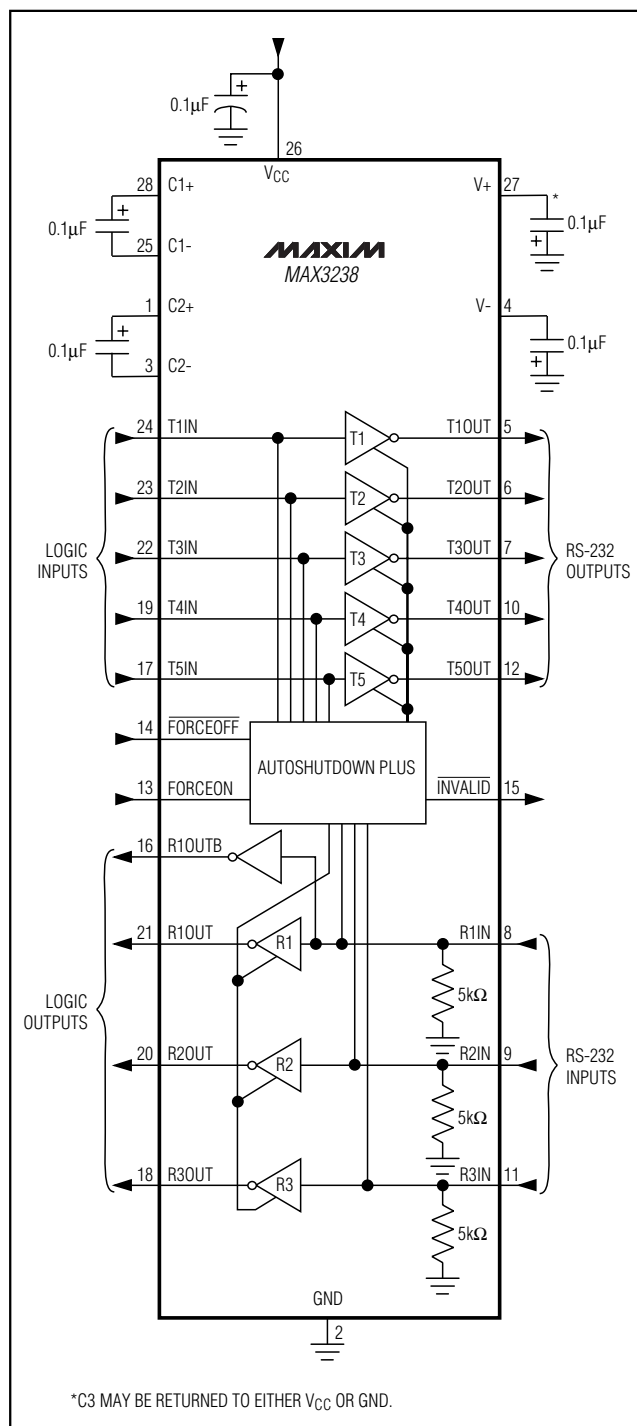 0.1µF
+
26
VCC
28 C1+
V+ 27
*
0.1µF
+
25 C1-
+
0.1µF
MAXIM
MAX3238
1 C2+
V- 4
0.1µF
+
3 C2-
+
0.1µF
24 T1IN
T1
T1OUT 5
23 T2IN
T2
T2OUT 6
LOGIC
INPUTS
22 T3IN
T3
T3OUT 7
RS-232
OUTPUTS
19 T4IN
T4
T4OUT 10
17 T5IN
T5
T5OUT 12
14 FORCEOFF
AUTOSHUTDOWN PLUS
13 FORCEON
INVALID 15
16 R1OUTB
21 R1OUT
R1
R1IN 8
5kΩ
LOGIC
OUTPUTS
20 R2OUT
R2
R2IN 9
RS-232
INPUTS
5kΩ
18 R3OUT
R3
R3IN 11
5kΩ
GND
2
*C3 MAY BE RETURNED TO EITHER VCC OR GND.